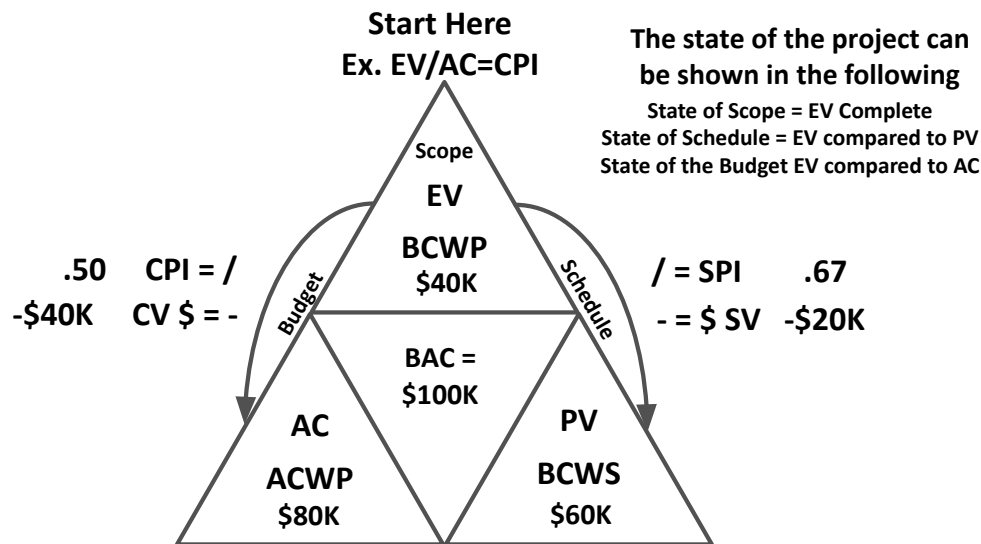 Start Here
Ex. EV/AC=CPI
The state of the project can
be shown in the following
State of Scope = EV Complete
State of Schedule = EV compared to PV
State of the Budget EV compared to AC
Scope
EV
BCWP
$40K
Budget
Schedule
.50 CPI = /
-$40K CV $ = -
/ = SPI .67
- = $ SV -$20K
BAC =
$100K
AC
ACWP
$80K
PV
BCWS
$60K